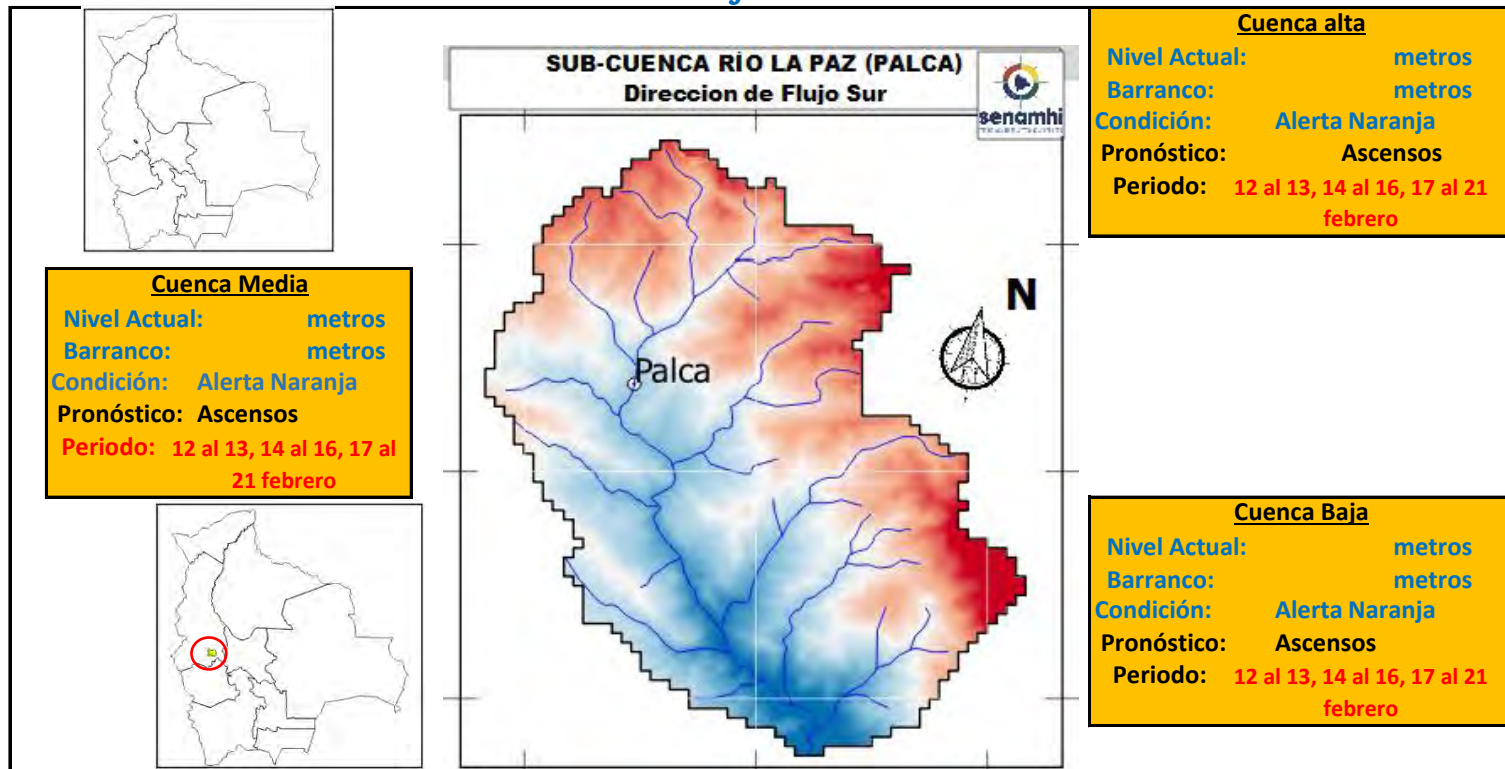 Cuenca alta
Nivel Actual: metros
Barranco: metros
Condición: Alerta Naranja
Pronóstico: Ascensos
Periodo: 12 al 13, 14 al 16, 17 al 21
febrero
SUB-CUENCA RÍO LA PAZ (PALCA)
Direccion de Flujo Sur
senamhi
N
Palca
Cuenca Media
Nivel Actual: metros
Barranco: metros
Condición: Alerta Naranja
Pronóstico: Ascensos
Periodo: 12 al 13, 14 al 16, 17 al
21 febrero
Cuenca Baja
Nivel Actual: metros
Barranco: metros
Condición: Alerta Naranja
Pronóstico: Ascensos
Periodo: 12 al 13, 14 al 16, 17 al 21
febrero